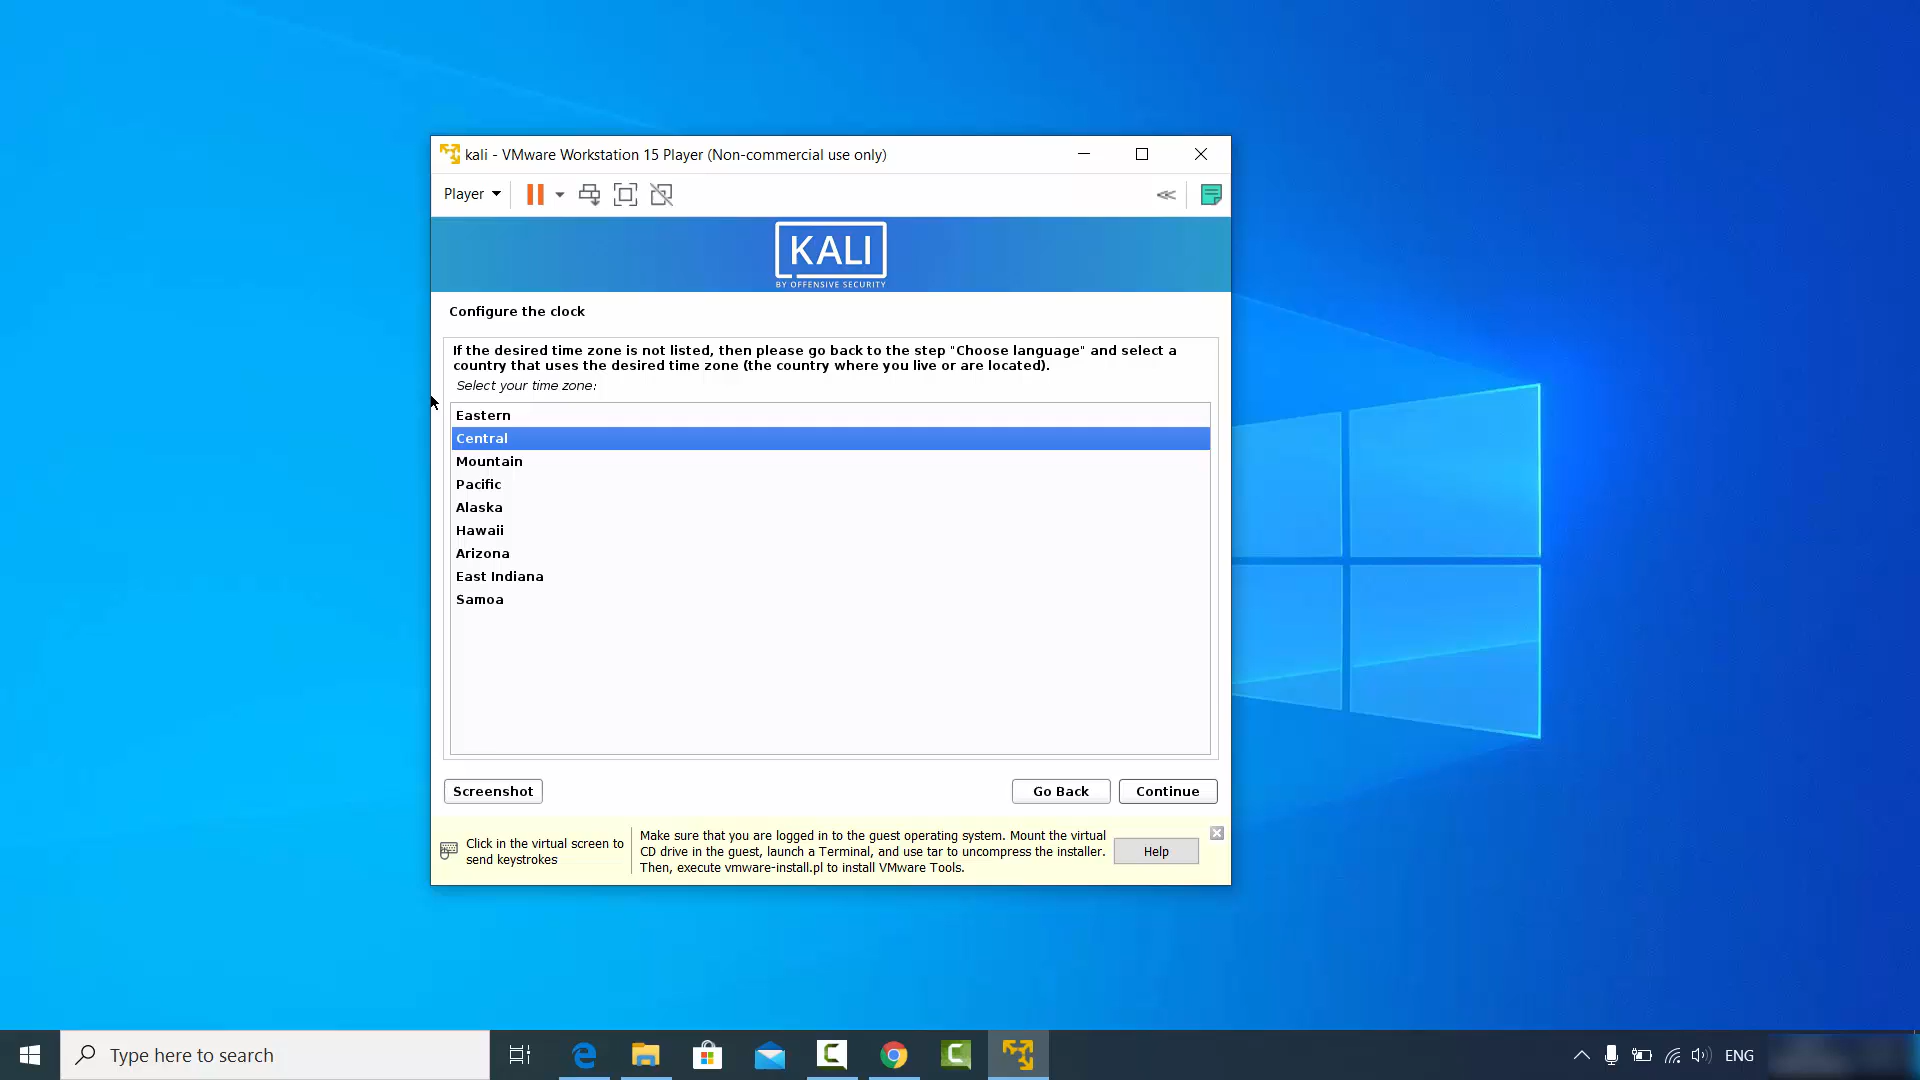 kali - VMware Workstation 15 Player (Non-commercial use only)
Player
KALI
BY OFFENSIVE SECURITY
Configure the clock
If the desired time zone is not listed, then please go back to the step "Choose language" and select a
country that uses the desired time zone (the country where you live or are located).
Select your time zone:
Eastern
Central
Mountain
Pacific
Alaska
Hawaii
Arizona
East Indiana
Samoa
Screenshot
Go Back
Continue
Click in the virtual screen to
send keystrokes
Make sure that you are logged in to the guest operating system. Mount the virtual
CD drive in the guest, launch a Terminal, and use tar to uncompress the installer.
Then, execute vmware-install.pl to install VMware Tools.
Help
Type here to search
ENG